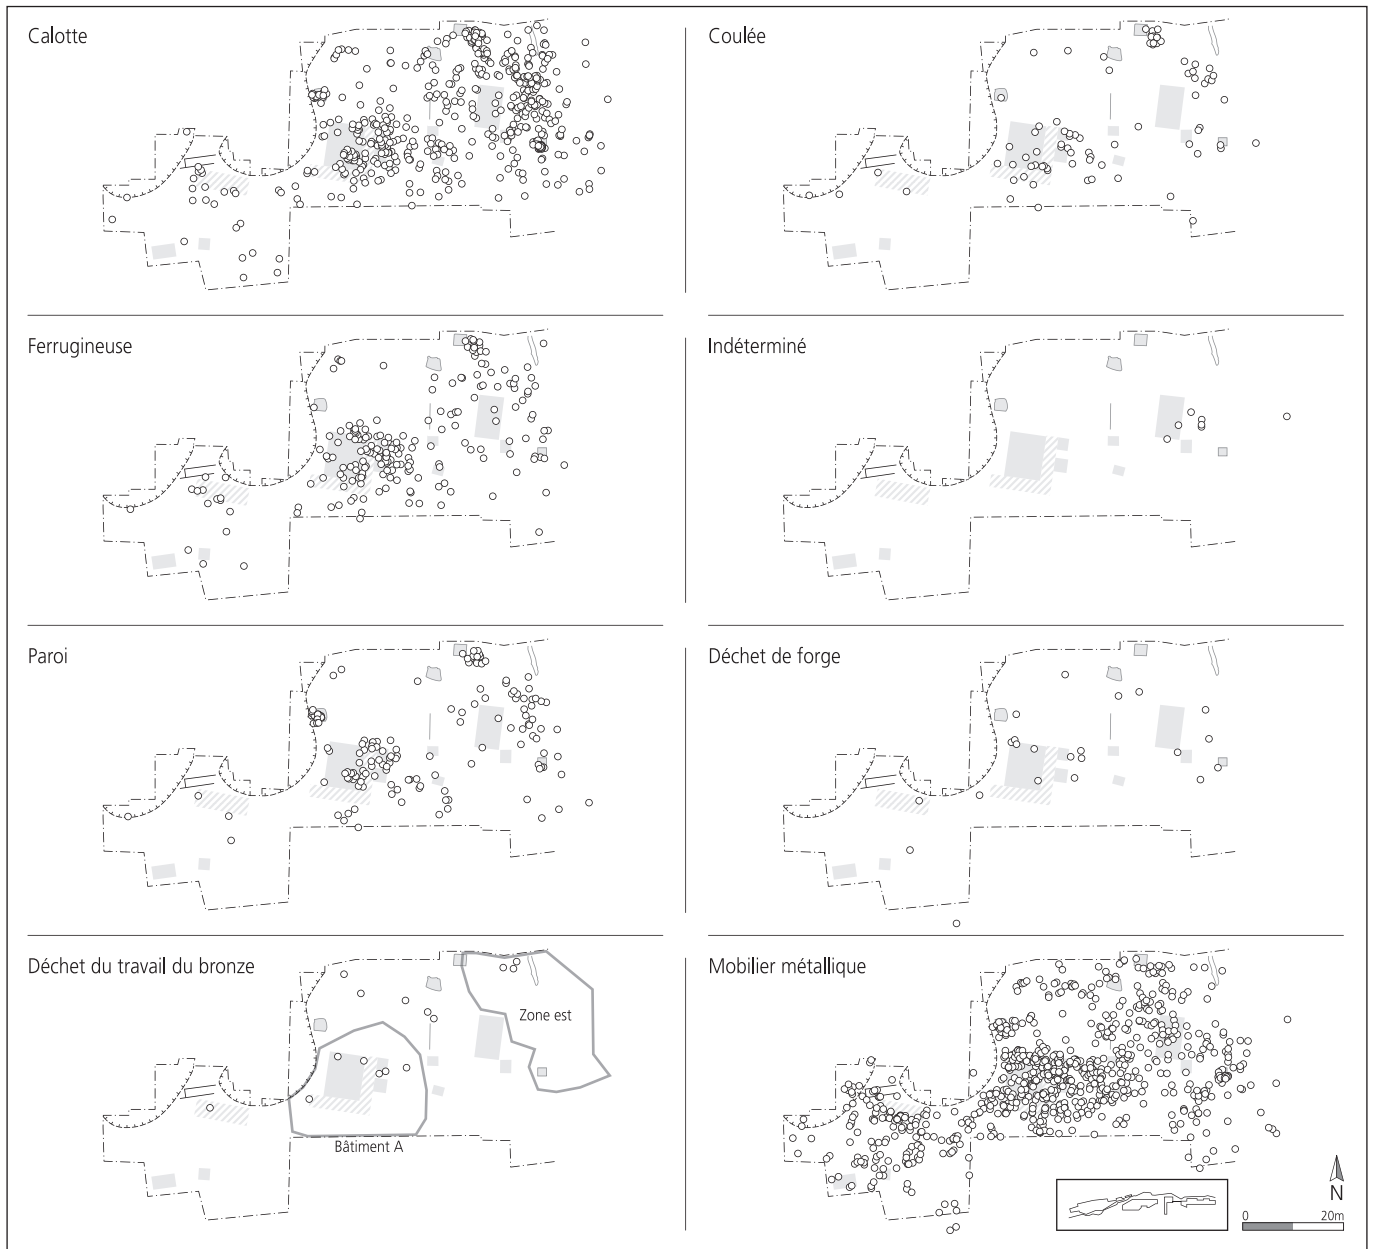 Calotte
Coulée
Ferrugineuse
Indéterminé
Paroi
Déchet de forge
Déchet du travail du bronze
Zone est
Bâtiment A
Mobilier métallique
N
0 20m